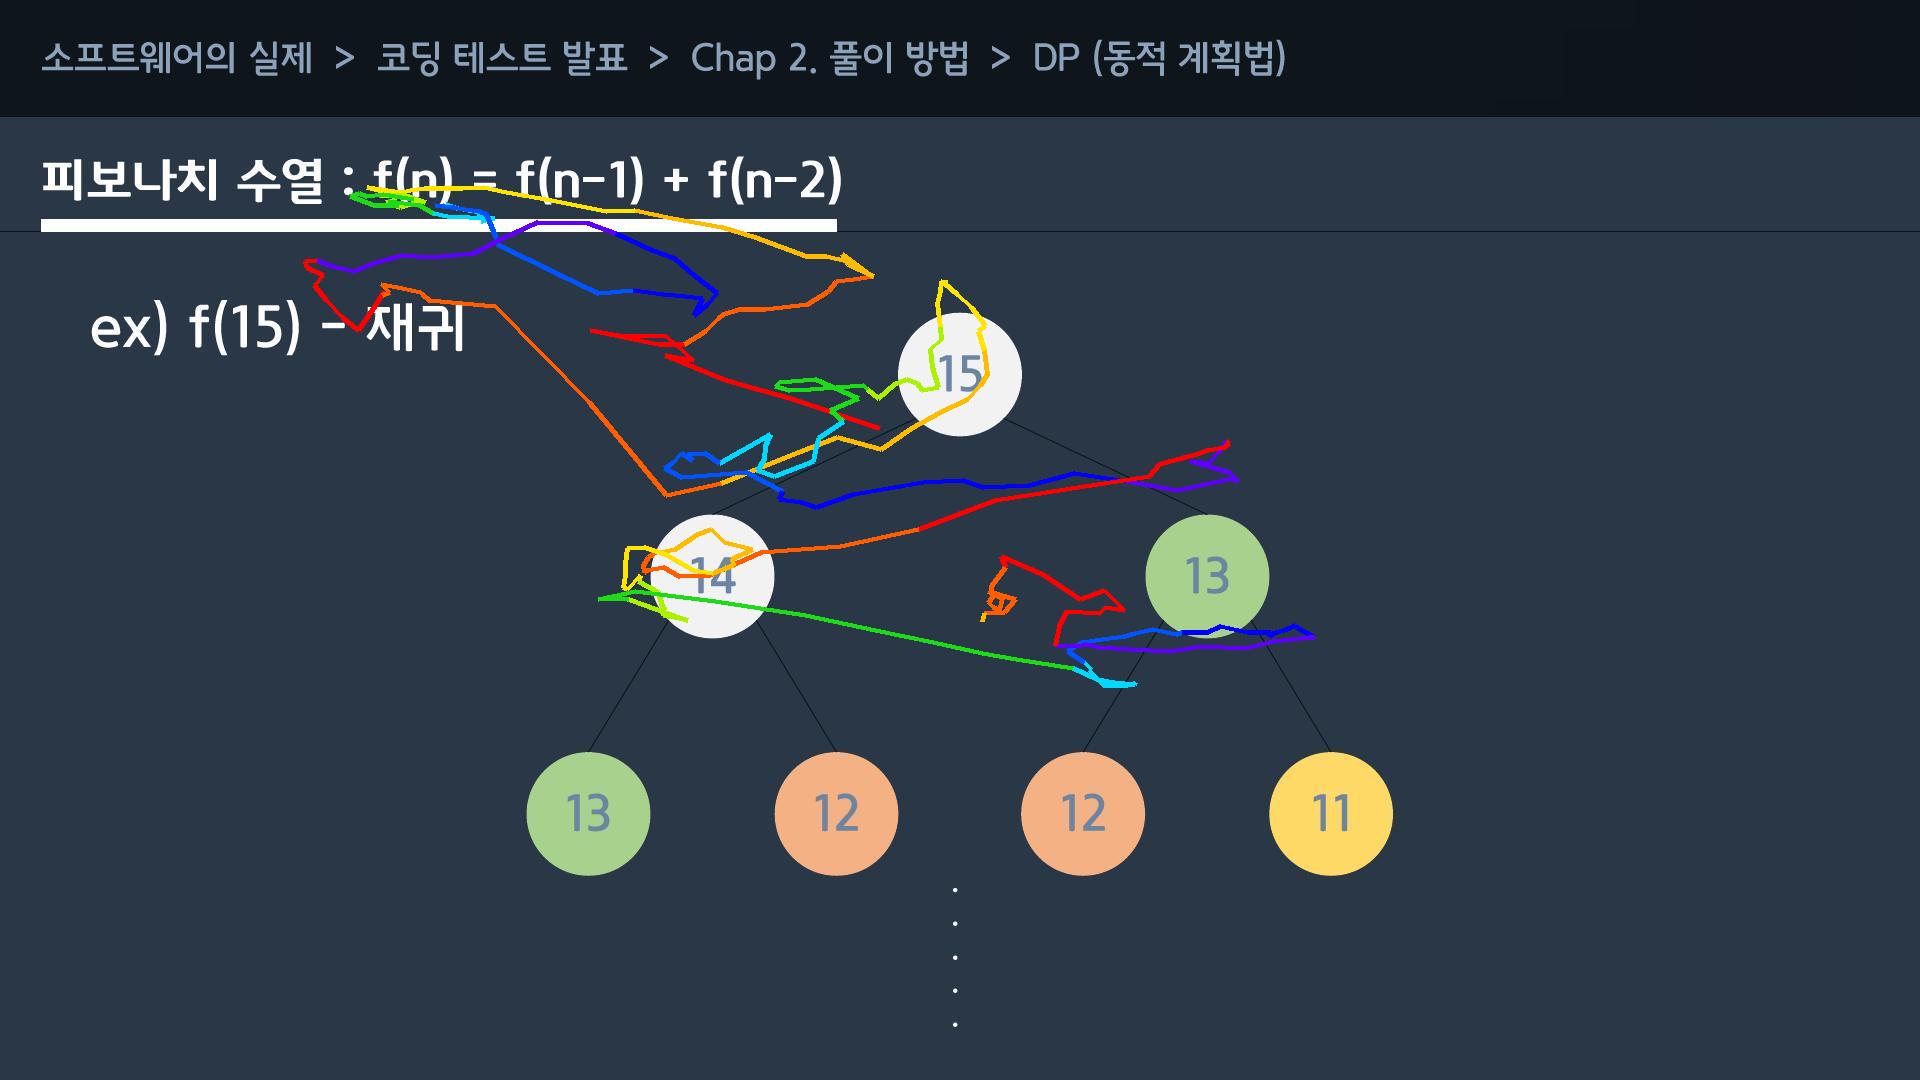 소프트웨어의 실제 > 코딩 테스트 발표 > Chap 2. 풀이 방법 > DP (동적 계획법)
피보나치 수열 : f(n) = f(n-1) + f(n-2)
ex) f(15) - 재귀
15
14 13
13 12 12 11